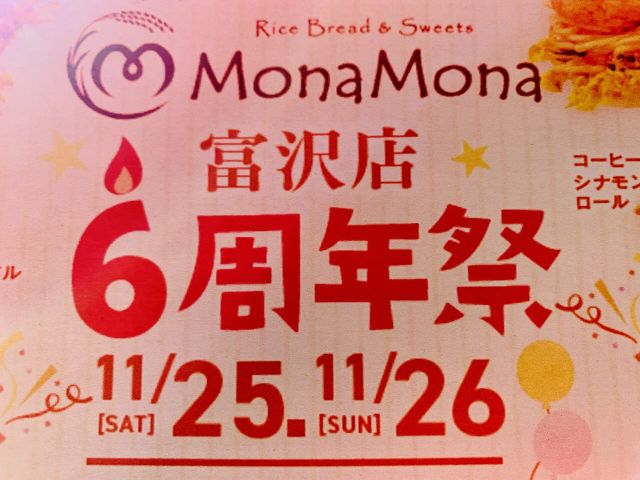 Rice Bread & Sweets
MonaMona
富沢店
コーヒー
シナモン
ロール
6周年祭
ル
11/25.11/26
[SAT] [SUN]